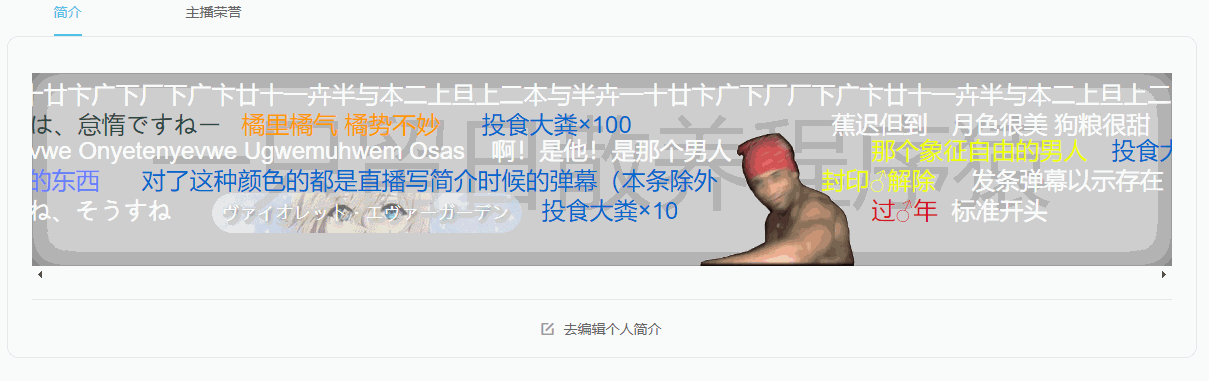 简介 主播荣誉
十廿卞广下厂下广卞廿十一卉半与本二上旦上二本与半卉一十廿卞广下厂厂下广卞廿十一卉半与本二上旦上二
は、怠惰ですねー 橘里橘气 橘势不妙 投食大粪×100 蕉迟但到 月色很美 狗粮很甜
vwe Onyetenyevwe Ugwemuhwem Osas 啊！是他！是那个男人 那个象征自由的男人 投食大
的东西 对了这种颜色的都是直播写简介时候的弹幕（本条除外 封印♂解除 发条弹幕以示存在
ね、そうすね ヴァイオレット・エヴァーガーデン 投食大粪×10 过♂年 标准开头
去编辑个人简介